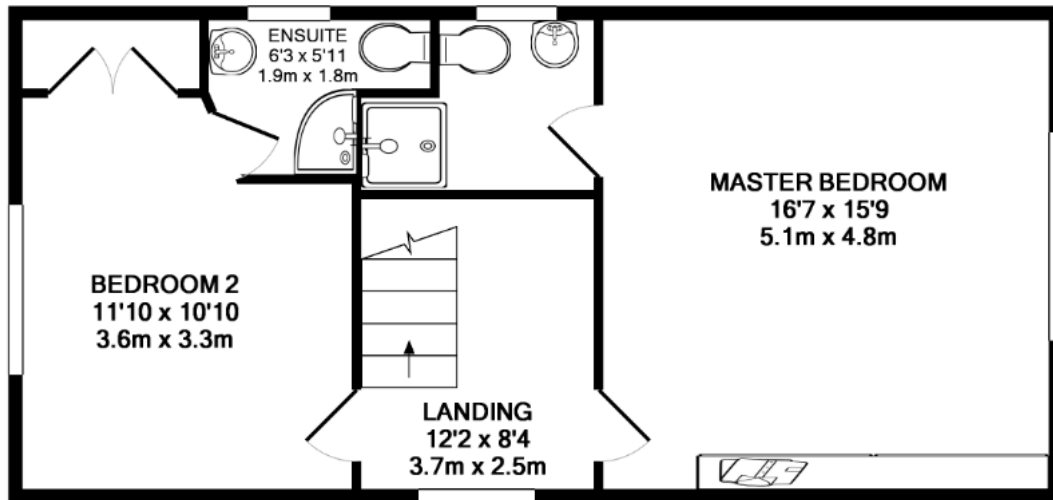 ENSUITE
6'3 x 5'11
1.9m x 1.8m
MASTER BEDROOM
16'7 x 15'9
5.1m x 4.8m
BEDROOM 2
11'10 x 10'10
3.6m x 3.3m
LANDING
12'2 x 8'4
3.7m x 2.5m